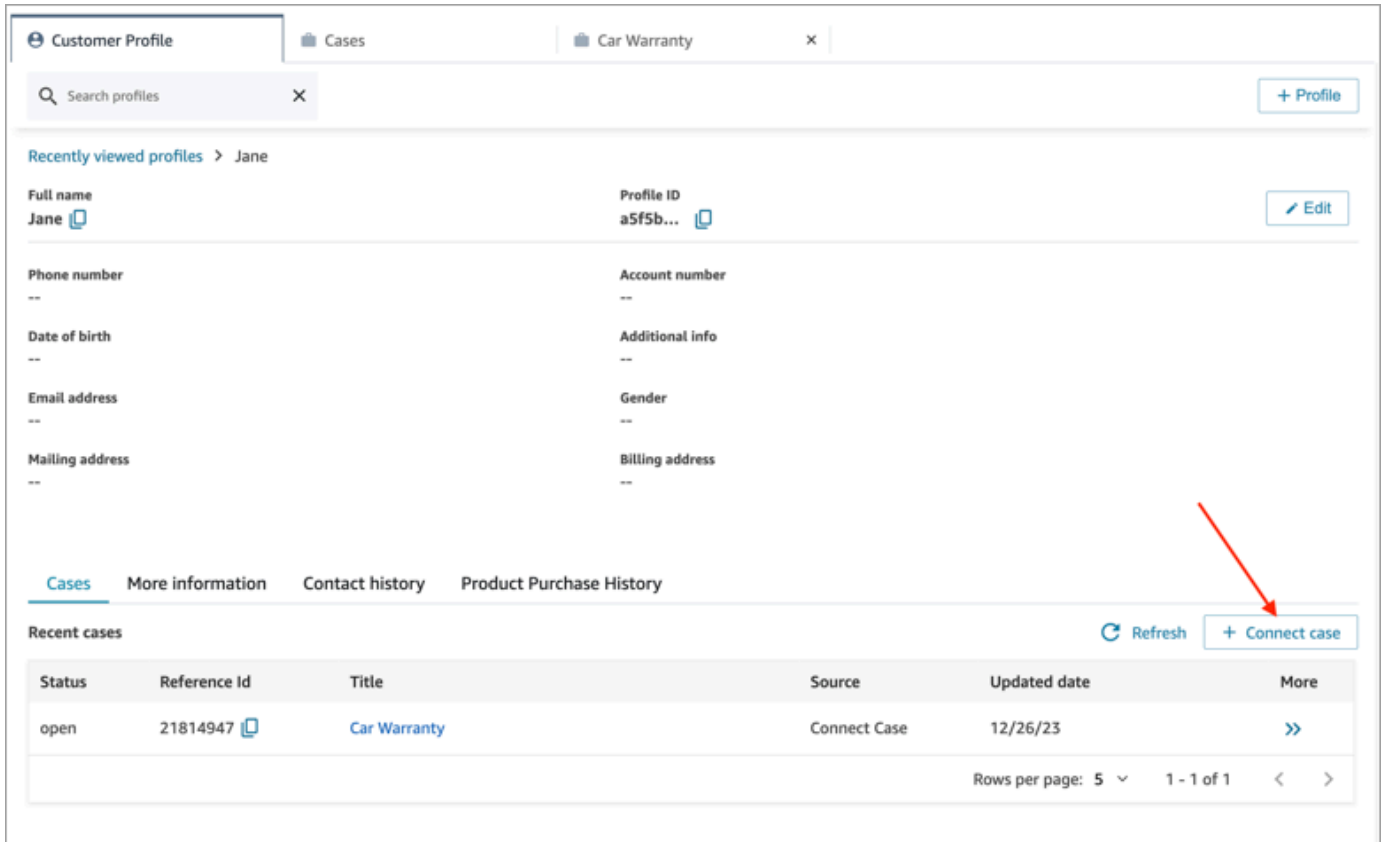 Customer Profile Cases Car Warranty
Search profiles + Profile
Recently viewed profiles > Jane
Full name Profile ID
Jane a5f5b... Edit
Phone number Account number
-- --
Date of birth Additional info
-- --
Email address Gender
-- --
Mailing address Billing address
-- --
Cases More information Contact history Product Purchase History
Recent cases Refresh + Connect case
Status Reference Id Title Source Updated date More
open 21814947 Car Warranty Connect Case 12/26/23 »
Rows per page: 5 1 - 1 of 1 < >